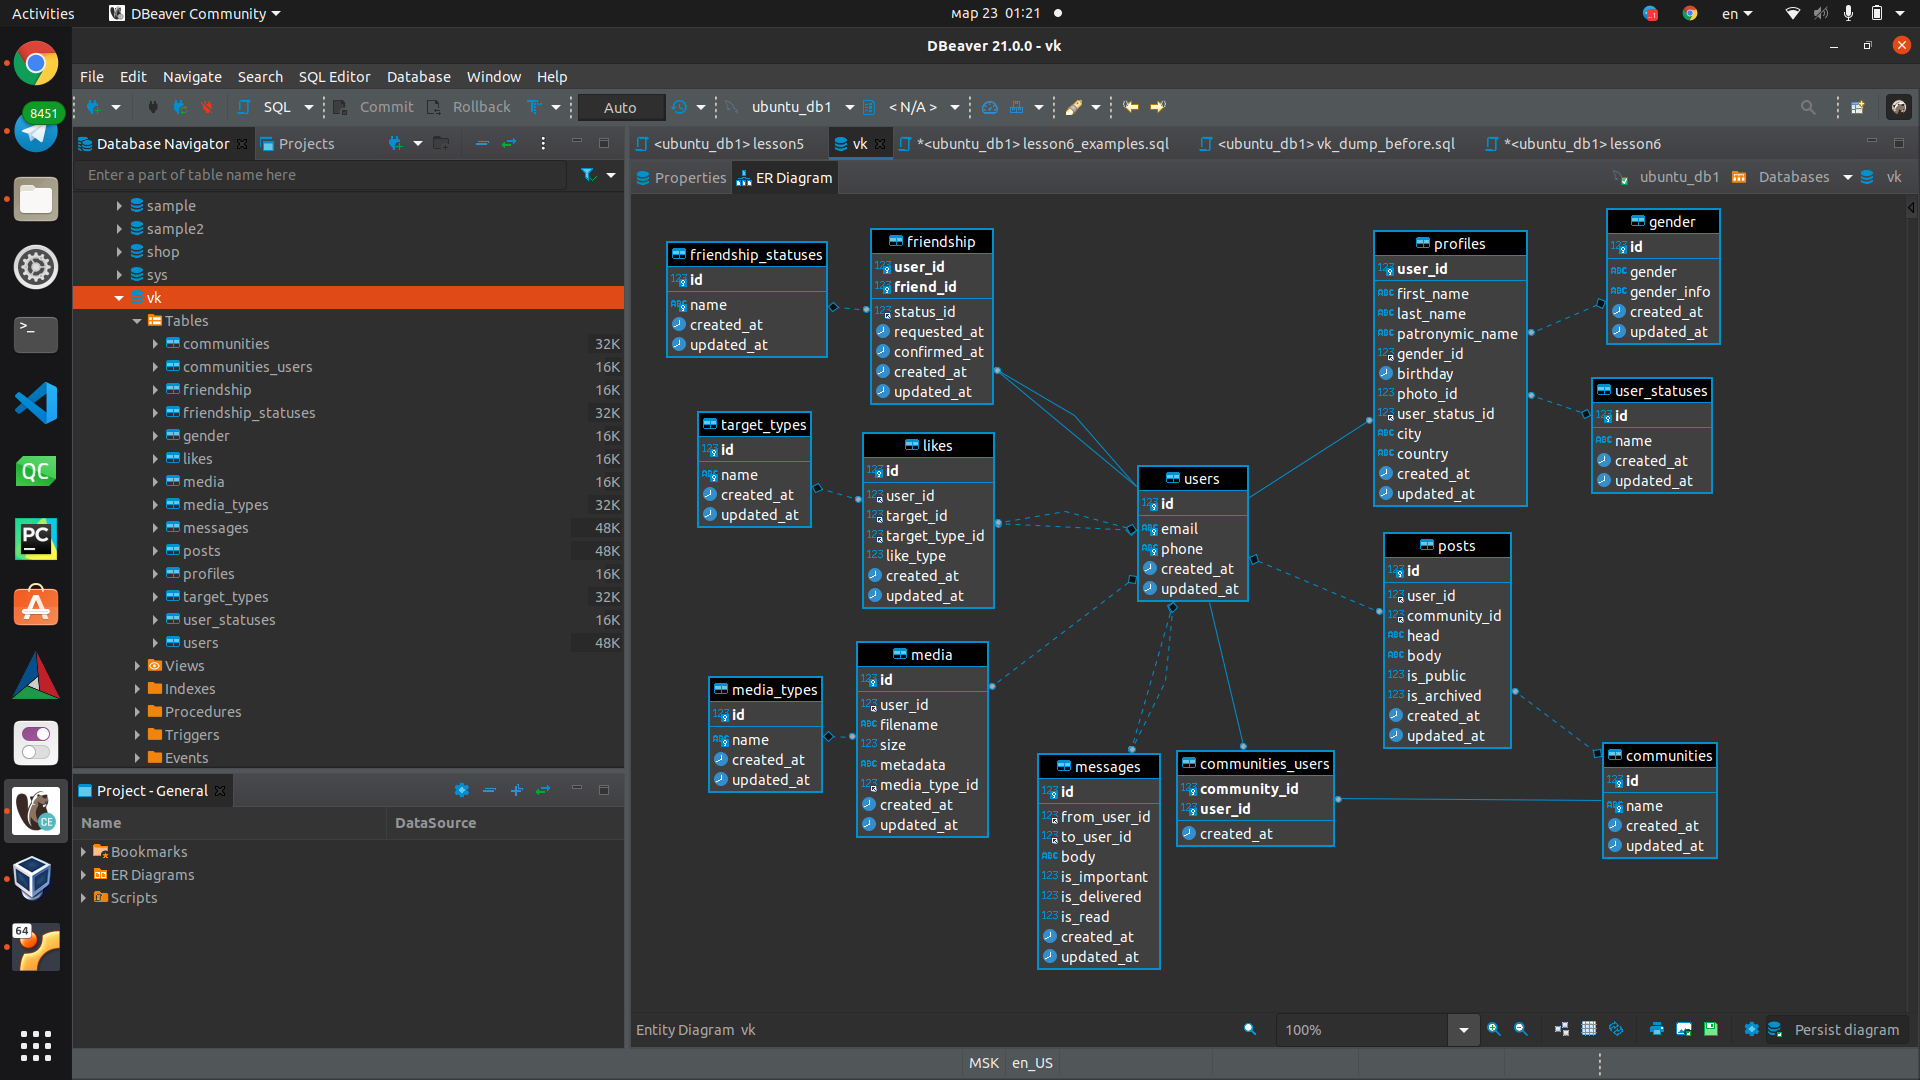 Activities
DBeaver Community
мар 23 01:21
en
DBeaver 21.0.0 - vk
File Edit Navigate Search SQL Editor Database Window Help
SQL
Commit
Rollback
Auto
ubuntu_db1
< N/A >
8451
Database Navigator
Projects
Enter a part of table name here
sample
sample2
shop
sys
vk
Tables
communities 32K
communities_users 16K
friendship 16K
friendship_statuses 32K
gender 16K
likes 16K
media 16K
media_types 32K
messages 48K
posts 48K
profiles 16K
target_types 32K
user_statuses 16K
users 48K
Views
Indexes
Procedures
Triggers
Events
Project - General
Name DataSource
Bookmarks
ER Diagrams
Scripts
<ubuntu_db1> lesson5
vk
*<ubuntu_db1> lesson6_examples.sql
<ubuntu_db1> vk_dump_before.sql
*<ubuntu_db1> lesson6
Properties
ER Diagram
ubuntu_db1
Databases
vk
friendship_statuses
id
name
created_at
updated_at
friendship
user_id
friend_id
status_id
requested_at
confirmed_at
created_at
updated_at
target_types
id
name
created_at
updated_at
likes
id
user_id
target_id
target_type_id
like_type
created_at
updated_at
media_types
id
name
created_at
updated_at
media
id
user_id
filename
size
metadata
media_type_id
created_at
updated_at
users
id
email
phone
created_at
updated_at
messages
id
from_user_id
to_user_id
body
is_important
is_delivered
is_read
created_at
updated_at
communities_users
community_id
user_id
created_at
profiles
user_id
first_name
last_name
patronymic_name
gender_id
birthday
photo_id
user_status_id
city
country
created_at
updated_at
gender
id
gender
gender_info
created_at
updated_at
user_statuses
id
name
created_at
updated_at
posts
id
user_id
community_id
head
body
is_public
is_archived
created_at
updated_at
communities
id
name
created_at
updated_at
Entity Diagram vk
100%
Persist diagram
MSK en_US
QC
PC
CE
64